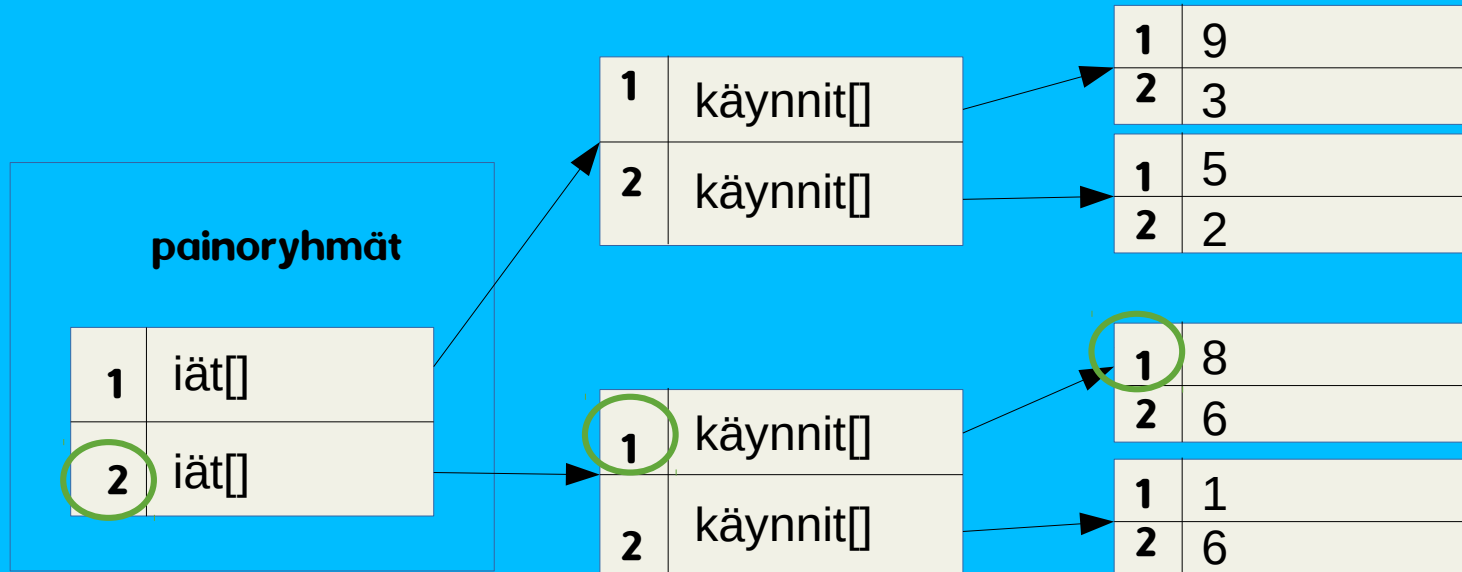 painoryhmät
1 iät[]
2 iät[]
1 käynnit[]
2 käynnit[]
1 käynnit[]
2 käynnit[]
1 9
2 3
1 5
2 2
1 8
2 6
1 1
2 6